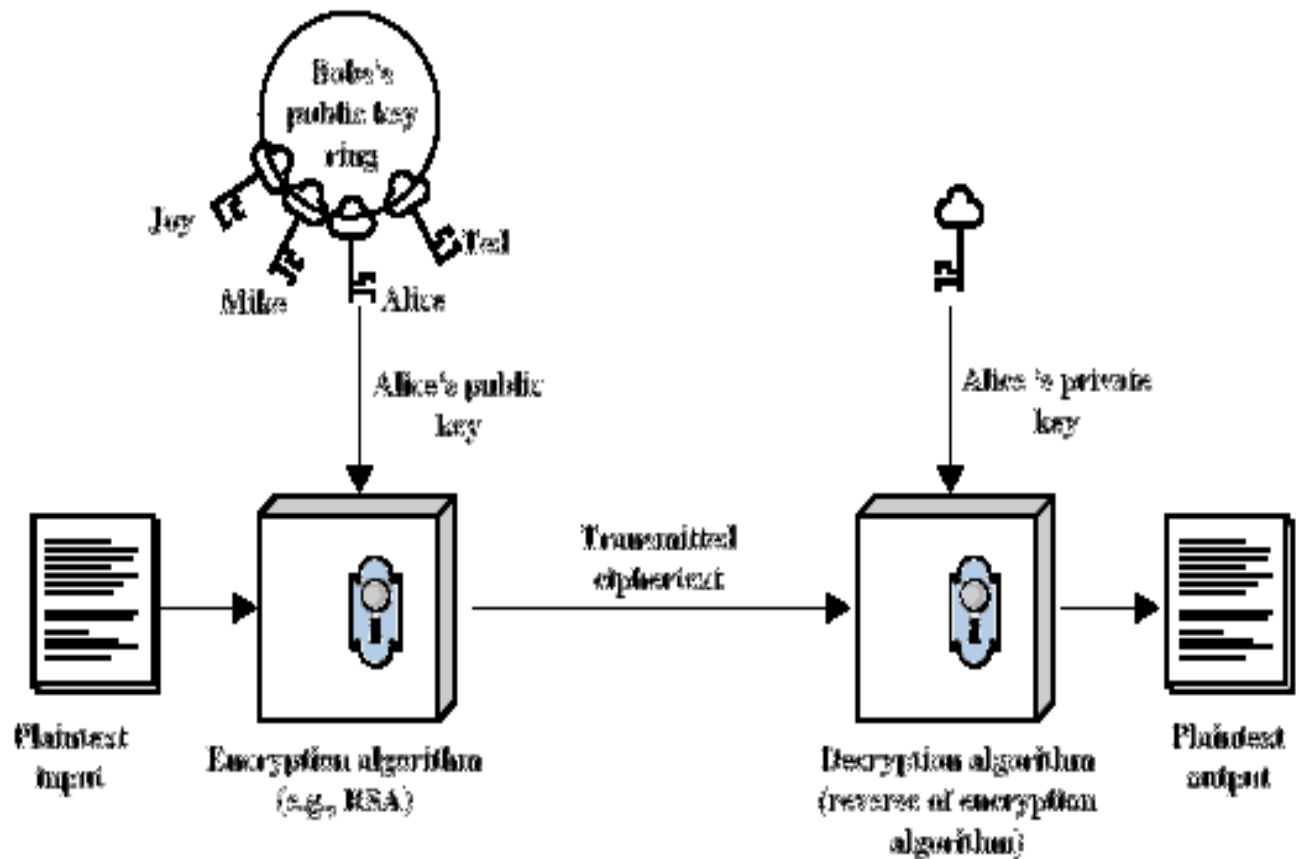 Bobs's
public key
ring
Joy
Ted
Mike
Alice
Alice's public
key
Alice 's private
key
Transmitted
ciphertext
Plaintext
input
Encryption algorithm
(e.g., RSA)
Decryption algorithm
(reverse of encryption
algorithm)
Plaintext
output